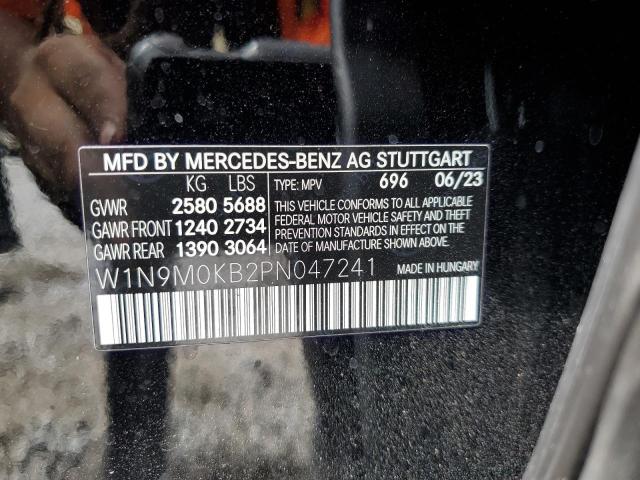 MFD BY MERCEDES-BENZ AG STUTTGART
KG LBS
GVWR 2580 5688
GAWR FRONT 1240 2734
GAWR REAR 1390 3064
TYPE: MPV 696 06/23
THIS VEHICLE CONFORMS TO ALL APPLICABLE
FEDERAL MOTOR VEHICLE SAFETY AND THEFT
PREVENTION STANDARDS IN EFFECT ON THE
DATE OF MANUFACTURE SHOWN ABOVE.
W1N9M0KB2PN047241 MADE IN HUNGARY